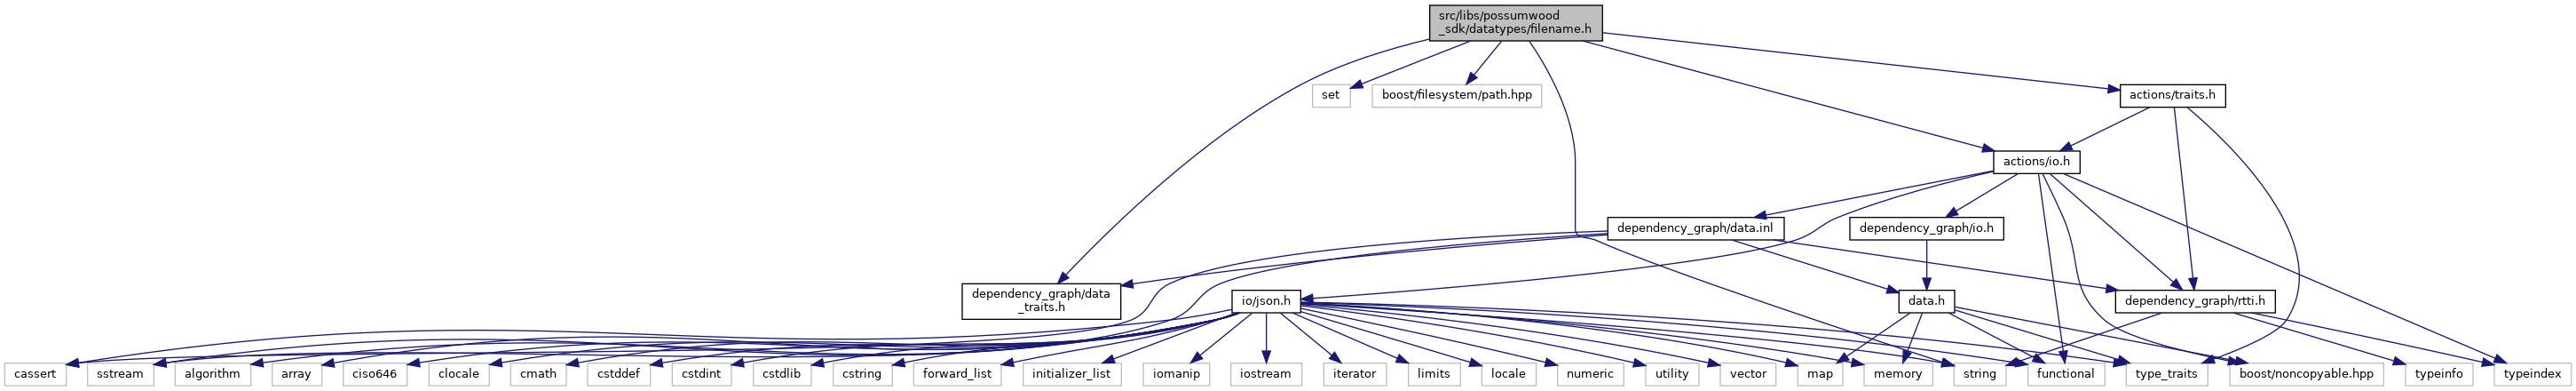 src/libs/possumwood
_sdk/datatypes/filename.h
set
boost/filesystem/path.hpp
actions/traits.h
actions/io.h
dependency_graph/data.inl
dependency_graph/io.h
dependency_graph/data
_traits.h
io/json.h
data.h
dependency_graph/rtti.h
cassert
sstream
algorithm
array
ciso646
clocale
cmath
cstddef
cstdint
cstdlib
cstring
forward_list
initializer_list
iomanip
iostream
iterator
limits
locale
numeric
utility
vector
map
memory
string
functional
type_traits
boost/noncopyable.hpp
typeinfo
typeindex